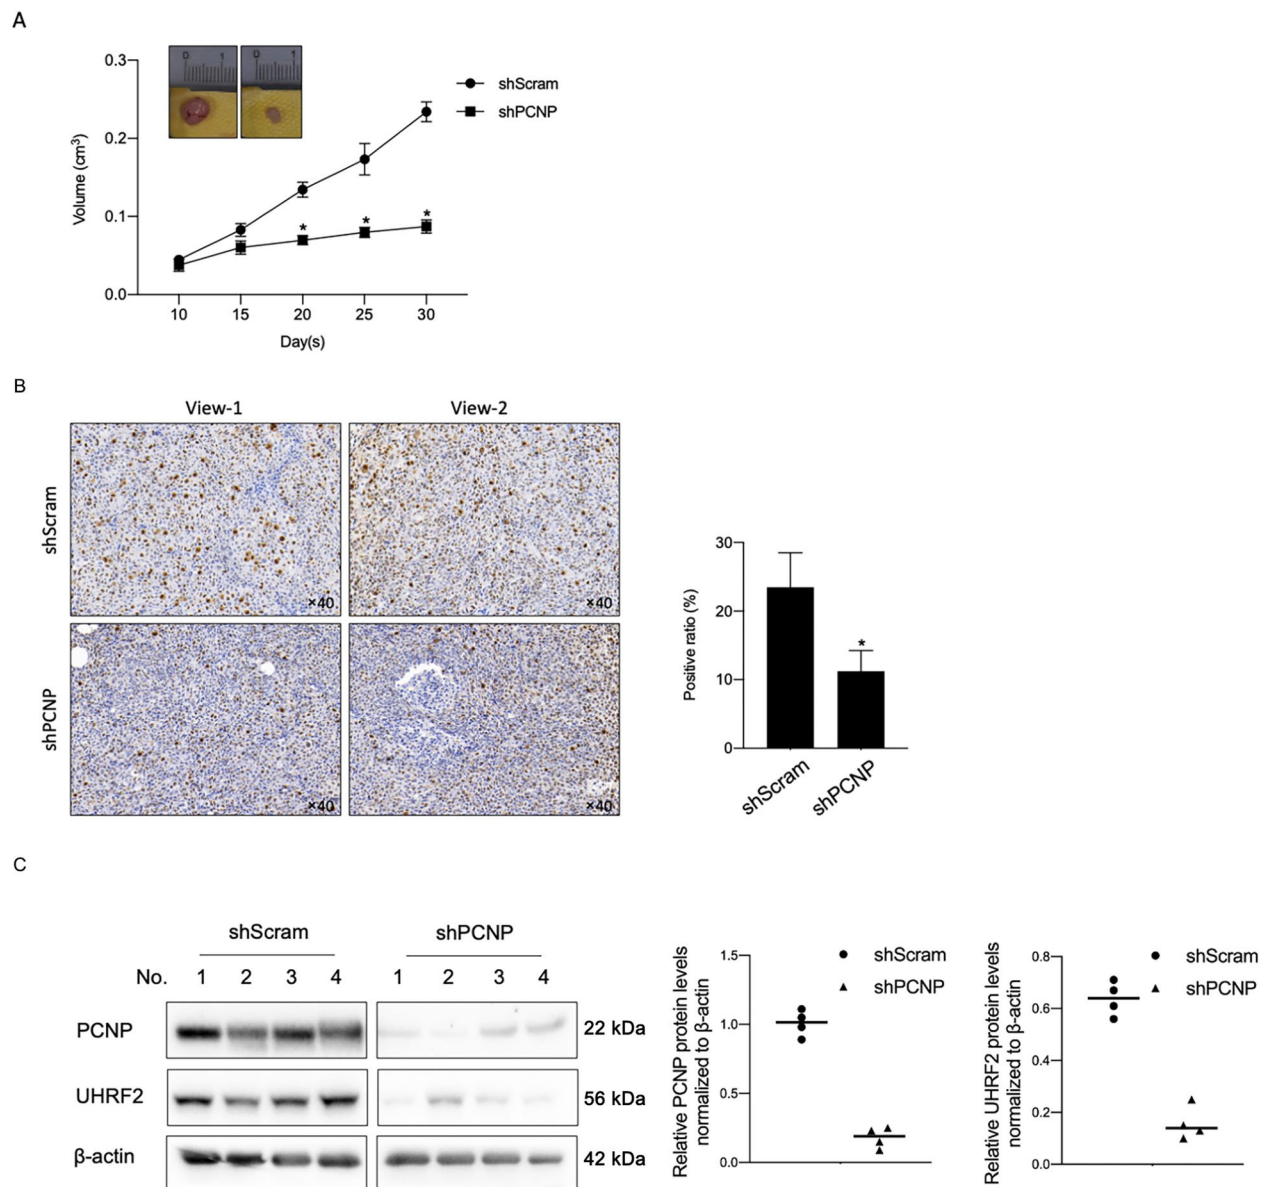 A
0.3
0.2
0.1
0.0
Volume (cm³)
0 1
0 1
shScram
shPCNP
10 15 20 25 30
Day(s)
*
*
*
B
View-1 View-2
shScram
×40
×40
shPCNP
×40
×40
30
20
10
0
Positive ratio (%)
*
shScram
shPCNP
C
shScram shPCNP
No. 1 2 3 4 1 2 3 4
PCNP 22 kDa
UHRF2 56 kDa
β-actin 42 kDa
Relative PCNP protein levels
normalized to β-actin
1.5
1.0
0.5
0.0
shScram
shPCNP
Relative UHRF2 protein levels
normalized to β-actin
0.8
0.6
0.4
0.2
0.0
shScram
shPCNP